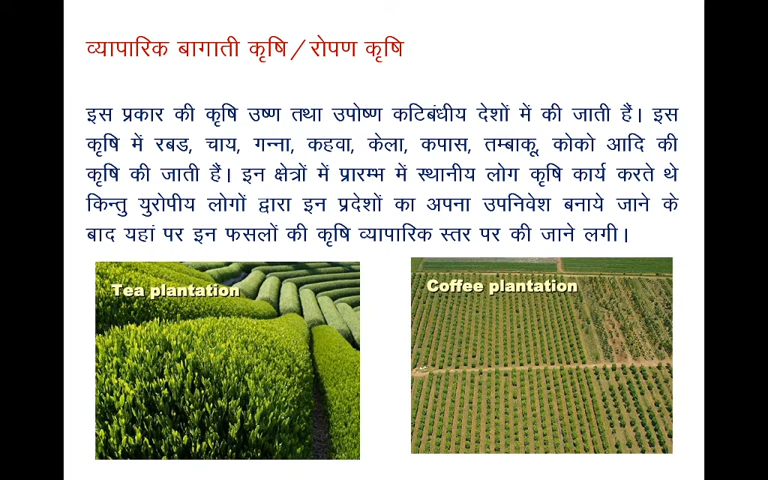 व्यापारिक बागाती कृषि/रोपण कृषि
इस प्रकार की कृषि उष्ण तथा उपोष्ण कटिबंधीय देशों में की जाती हैं। इस
कृषि में रबड, चाय, गन्ना, कहवा, केला, कपास, तम्बाकू, कोको आदि की
कृषि की जाती हैं। इन क्षेत्रों में प्रारम्भ में स्थानीय लोग कृषि कार्य करते थे
किन्तु युरोपीय लोगों द्वारा इन प्रदेशों का अपना उपनिवेश बनाये जाने के
बाद यहां पर इन फसलों की कृषि व्यापारिक स्तर पर की जाने लगी।
Tea plantation
Coffee plantation